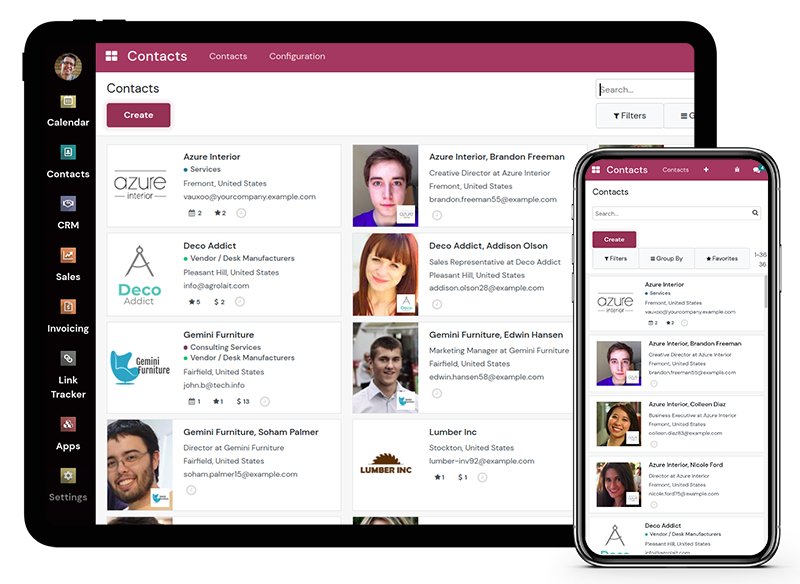 Contacts
Contacts
Configuration
Calendar
Contacts
CRM
Sales
Invoicing
Link
Tracker
Apps
Settings
Contacts
Search...
Create
Filters
azure
interior
Azure Interior
Services
Fremont, United States
vauxoo@yourcompany.example.com
2 2
Azure Interior, Brandon Freeman
Creative Director at Azure Interior
Fremont, United States
brandon.freeman55@example.com
Deco
Addict
Deco Addict
Vendor / Desk Manufacturers
Pleasant Hill, United States
info@agrolait.com
5 $ 2
Deco Addict, Addison Olson
Sales Representative at Deco Addict
Pleasant Hill, United States
addison.olson28@example.com
Gemini
Furniture
Gemini Furniture
Consulting Services
Vendor / Desk Manufacturers
Fairfield, United States
john.b@tech.info
1 1 $ 13
Gemini Furniture, Edwin Hansen
Marketing Manager at Gemini Furniture
Fairfield, United States
edwin.hansen58@example.com
Gemini Furniture, Soham Palmer
Director at Gemini Furniture
Fairfield, United States
soham.palmer15@example.com
LUMBER INC
Lumber Inc
Stockton, United States
lumber-inv92@example.com
1 $ 1
Contacts
Contacts
Contacts
Search...
Create
Filters
Group By
Favorites
1-36
36
azure
interior
Azure Interior
Services
Fremont, United States
vauxoo@yourcompany.example.com
2 2
Azure Interior, Brandon Freeman
Creative Director at Azure Interior
Fremont, United States
brandon.freeman55@example.com
Azure Interior, Colleen Diaz
Business Executive at Azure Interior
Fremont, United States
colleen.diaz83@example.com
Azure Interior, Nicole Ford
Director at Azure Interior
Fremont, United States
nicole.ford75@example.com
Deco Addict
Vendor / Desk Manufacturers
Pleasant Hill, United States
info@agrolait.com